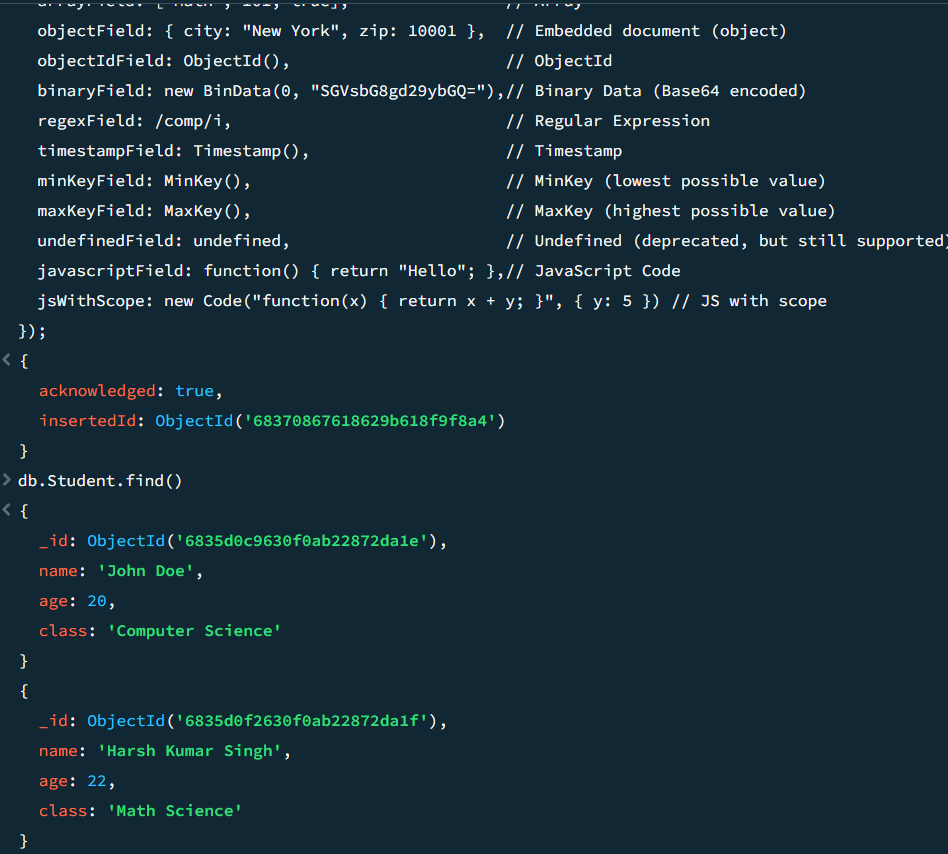 objectField: { city: "New York", zip: 10001 },  // Embedded document (object)
objectIdField: ObjectId(),                      // ObjectId
binaryField: new BinData(0, "SGVsbG8gd29ybGQ="),// Binary Data (Base64 encoded)
regexField: /comp/i,                            // Regular Expression
timestampField: Timestamp(),                    // Timestamp
minKeyField: MinKey(),                          // MinKey (lowest possible value)
maxKeyField: MaxKey(),                          // MaxKey (highest possible value)
undefinedField: undefined,                      // Undefined (deprecated, but still supported)
javascriptField: function() { return "Hello"; },// JavaScript Code
jsWithScope: new Code("function(x) { return x + y; }", { y: 5 }) // JS with scope
});
< {
acknowledged: true,
insertedId: ObjectId('68370867618629b618f9f8a4')
}
> db.Student.find()
< {
_id: ObjectId('6835d0c9630f0ab22872da1e'),
name: 'John Doe',
age: 20,
class: 'Computer Science'
}
{
_id: ObjectId('6835d0f2630f0ab22872da1f'),
name: 'Harsh Kumar Singh',
age: 22,
class: 'Math Science'
}